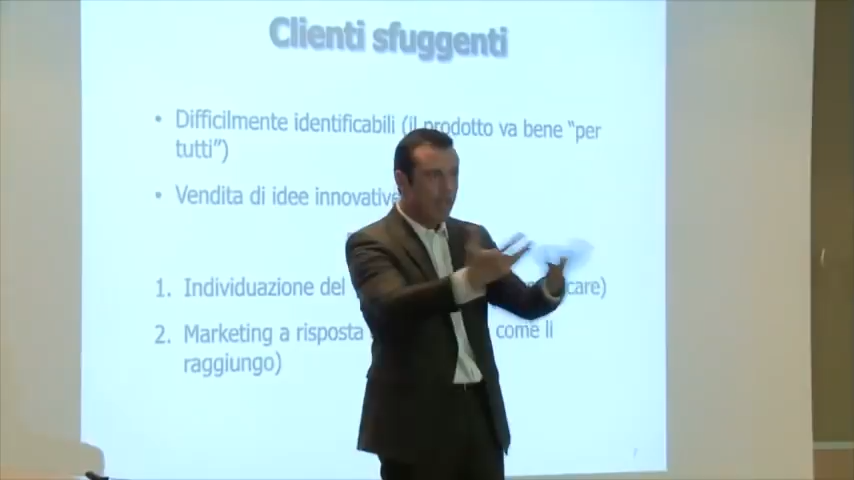 Clienti sfuggenti
• Difficilmente identificabili (il prodotto va bene “per
tutti”)
• Vendita di idee innovative
1. Individuazione del care)
2. Marketing a risposta come li
raggiungo)